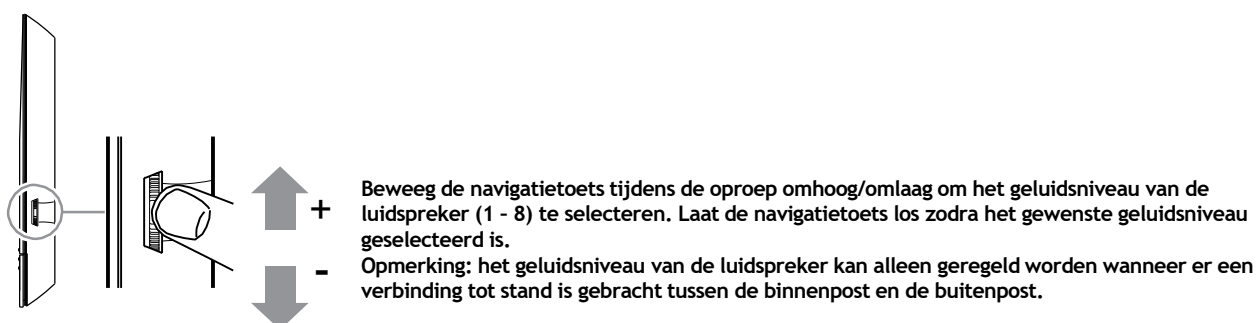 Beweeg de navigatietoets tijdens de oproep omhoog/omlaag om het geluidsniveau van de
+ luidspreker (1 - 8) te selecteren. Laat de navigatietoets los zodra het gewenste geluidsniveau
geselecteerd is.
- Opmerking: het geluidsniveau van de luidspreker kan alleen geregeld worden wanneer er een
verbinding tot stand is gebracht tussen de binnenpost en de buitenpost.